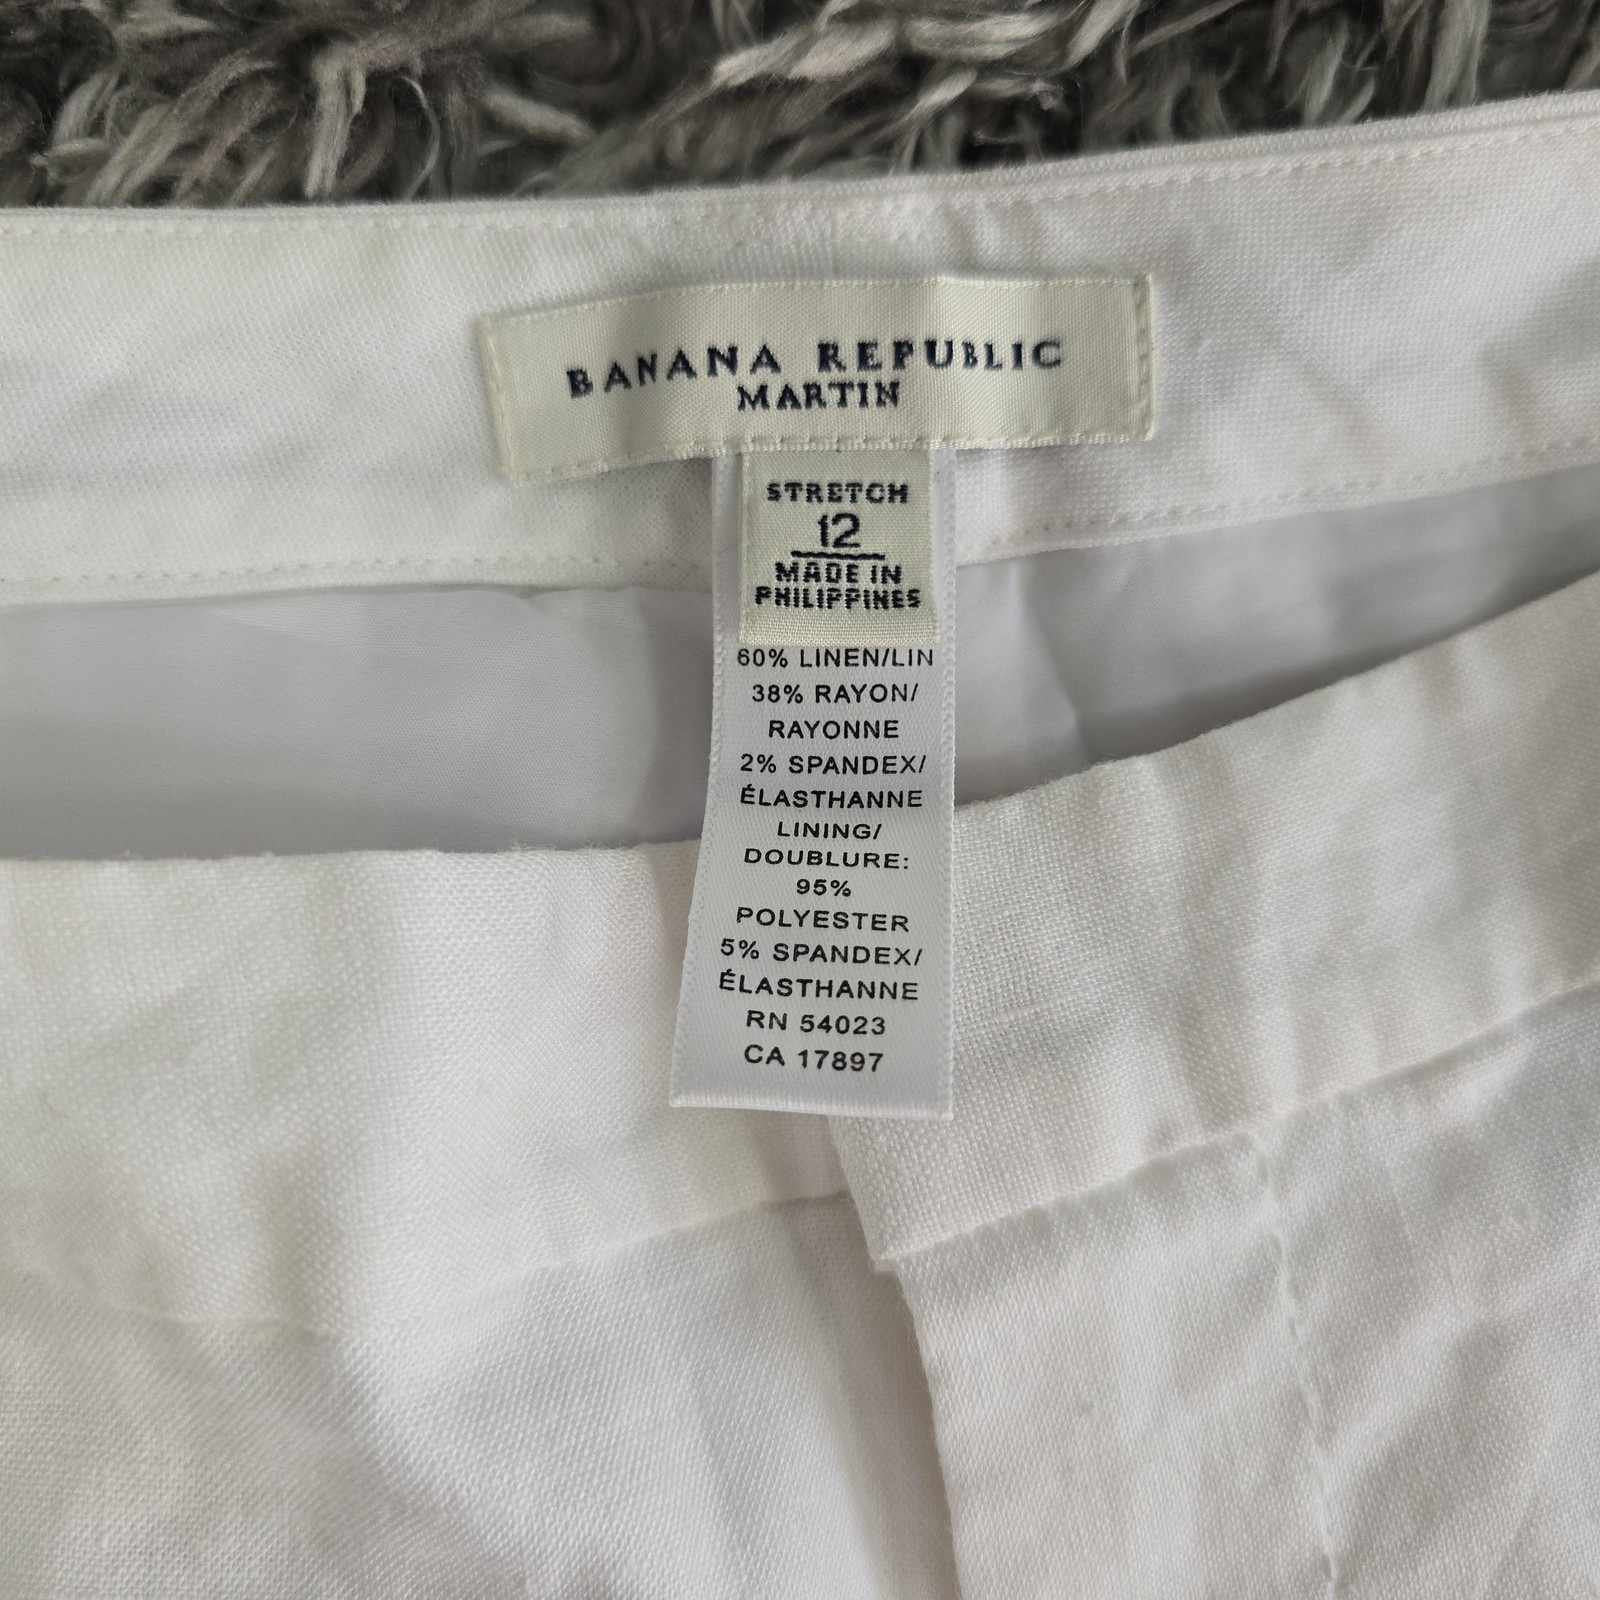 BANANA REPUBLIC
MARTIN
STRETCH
12
MADE IN
PHILIPPINES
60% LINEN/LIN
38% RAYON/
RAYONNE
2% SPANDEX/
ÉLASTHANNE
LINING/
DOUBLURE:
95%
POLYESTER
5% SPANDEX/
ÉLASTHANNE
RN 54023
CA 17897